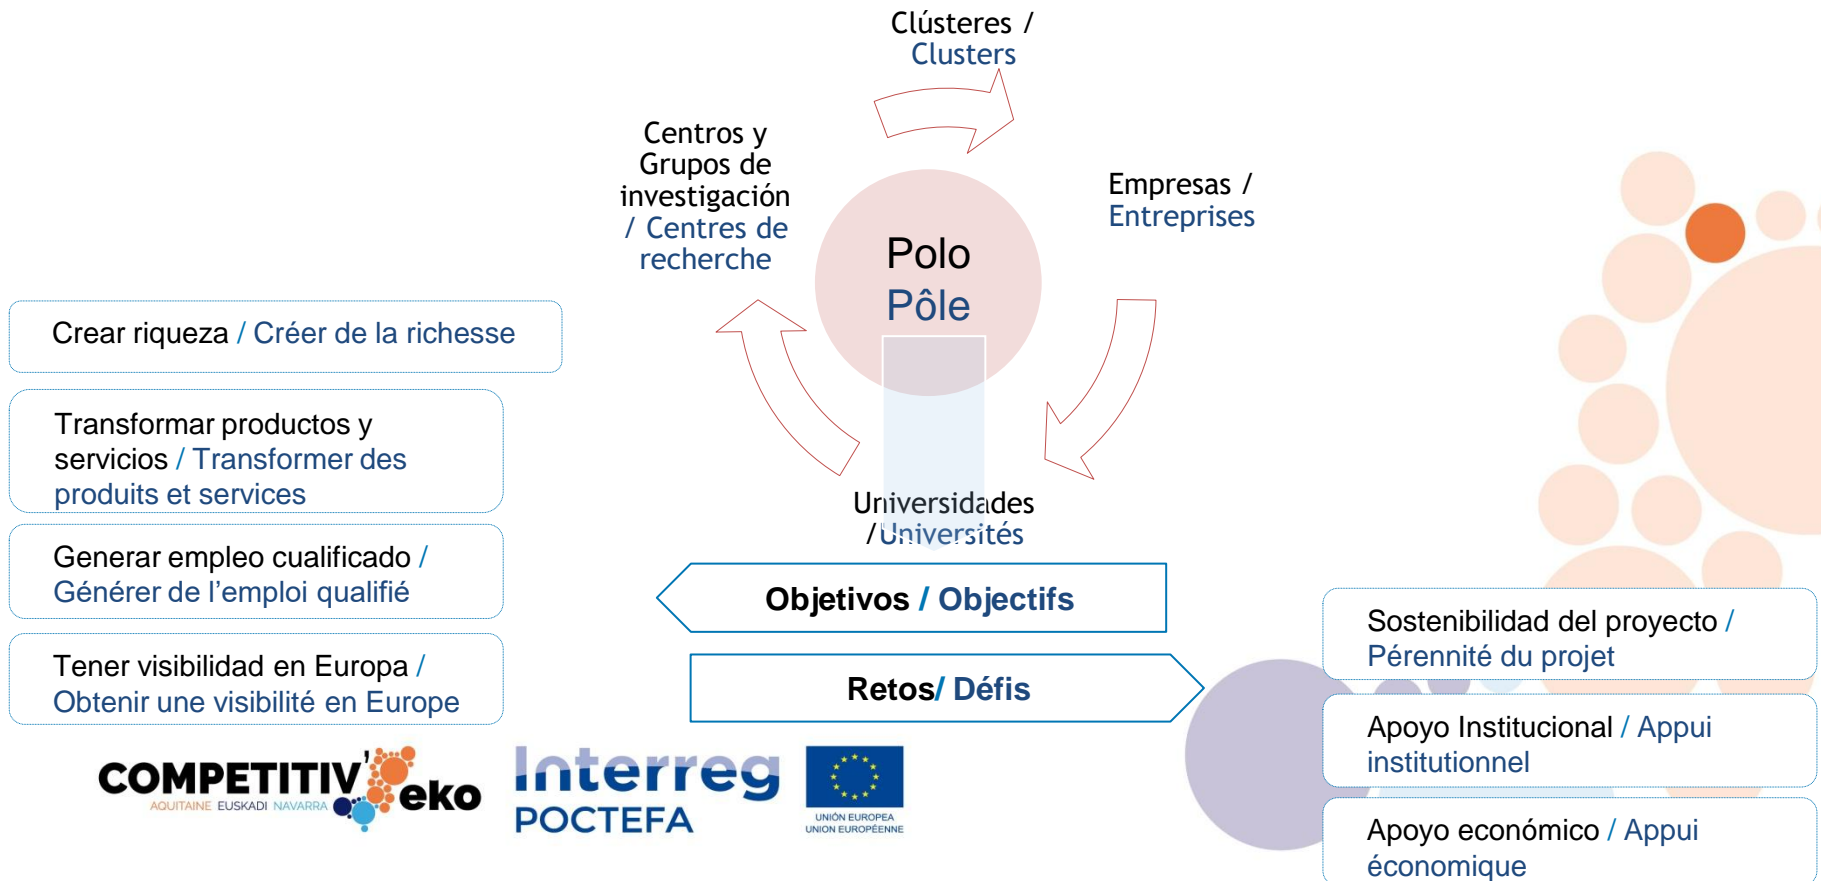 Clústeres /
Clusters
Centros y
Grupos de
investigación
/ Centres de
recherche
Empresas /
Entreprises
Polo
Pôle
Universidades
/Universités
Crear riqueza / Créer de la richesse
Transformar productos y
servicios / Transformer des
produits et services
Generar empleo cualificado /
Générer de l’emploi qualifié
Tener visibilidad en Europa /
Obtenir une visibilité en Europe
Objetivos / Objectifs
Retos/ Défis
Sostenibilidad del proyecto /
Pérennité du projet
Apoyo Institucional / Appui
institutionnel
Apoyo económico / Appui
économique
COMPETITIV'eko
AQUITAINE EUSKADI NAVARRA
Interreg
POCTEFA
UNIÓN EUROPEA
UNION EUROPÉENNE